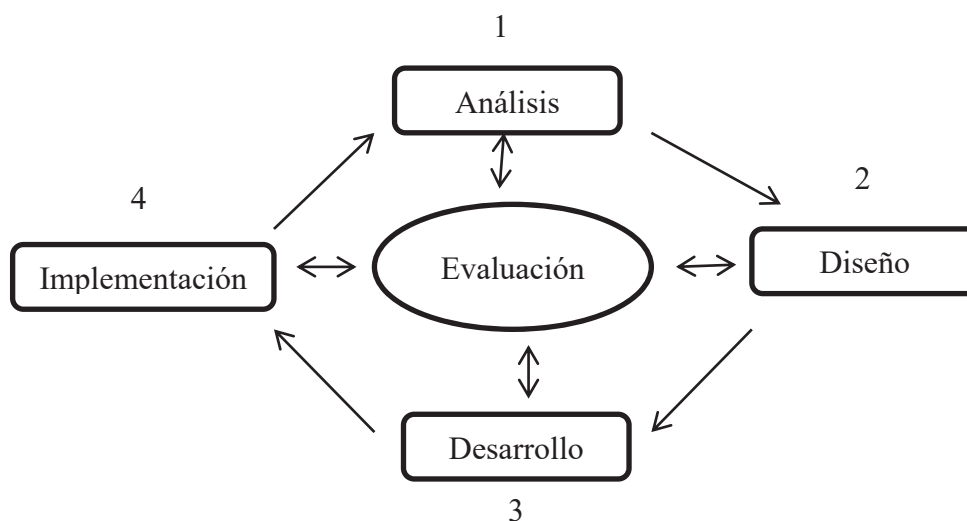 1
Análisis
2
Diseño
4
Implementación
Evaluación
Desarrollo
3